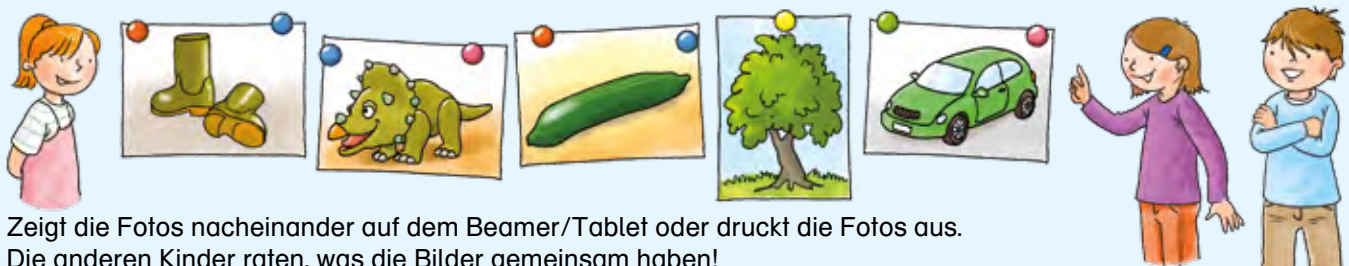 Zeigt die Fotos nacheinander auf dem Beamer/Tablet oder druckt die Fotos aus.
Die anderen Kinder raten, was die Bilder gemeinsam haben!